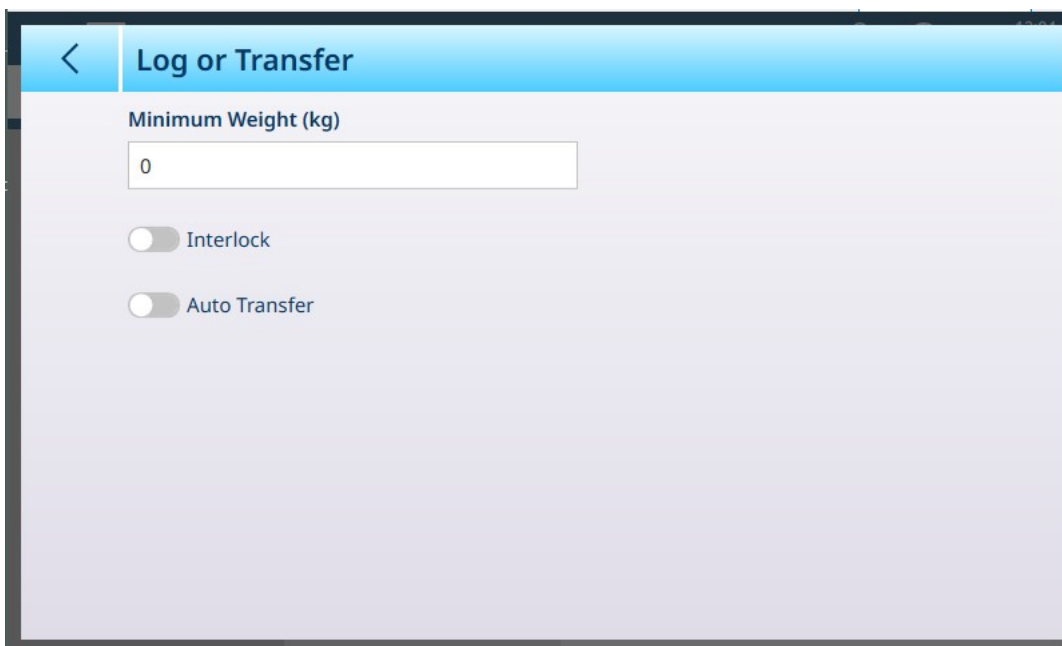 Log or Transfer
Minimum Weight (kg)
0
Interlock
Auto Transfer